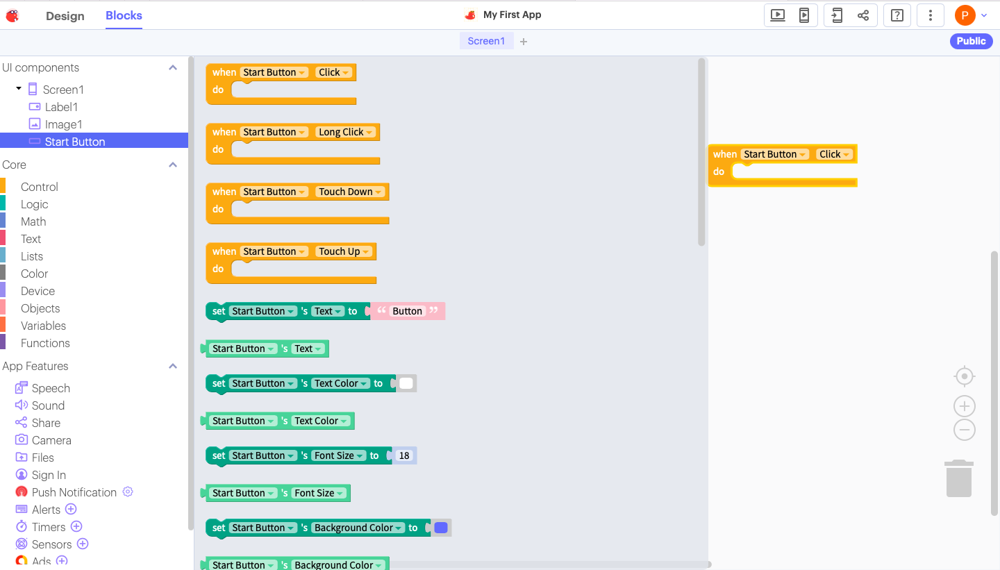 Design Blocks My First App P
Screen1 + Public
UI components
Screen1
Label1
Image1
Start Button
Core
Control
Logic
Math
Text
Lists
Color
Device
Objects
Variables
Functions
App Features
Speech
Sound
Share
Camera
Files
Sign In
Push Notification
Alerts
Timers
Sensors
Ads
when Start Button Click
do
when Start Button Long Click
do
when Start Button Touch Down
do
when Start Button Touch Up
do
set Start Button 's Text to “ Button ”
Start Button 's Text
set Start Button 's Text Color to
Start Button 's Text Color
set Start Button 's Font Size to 18
Start Button 's Font Size
set Start Button 's Background Color to
Start Button 's Background Color
when Start Button Click
do